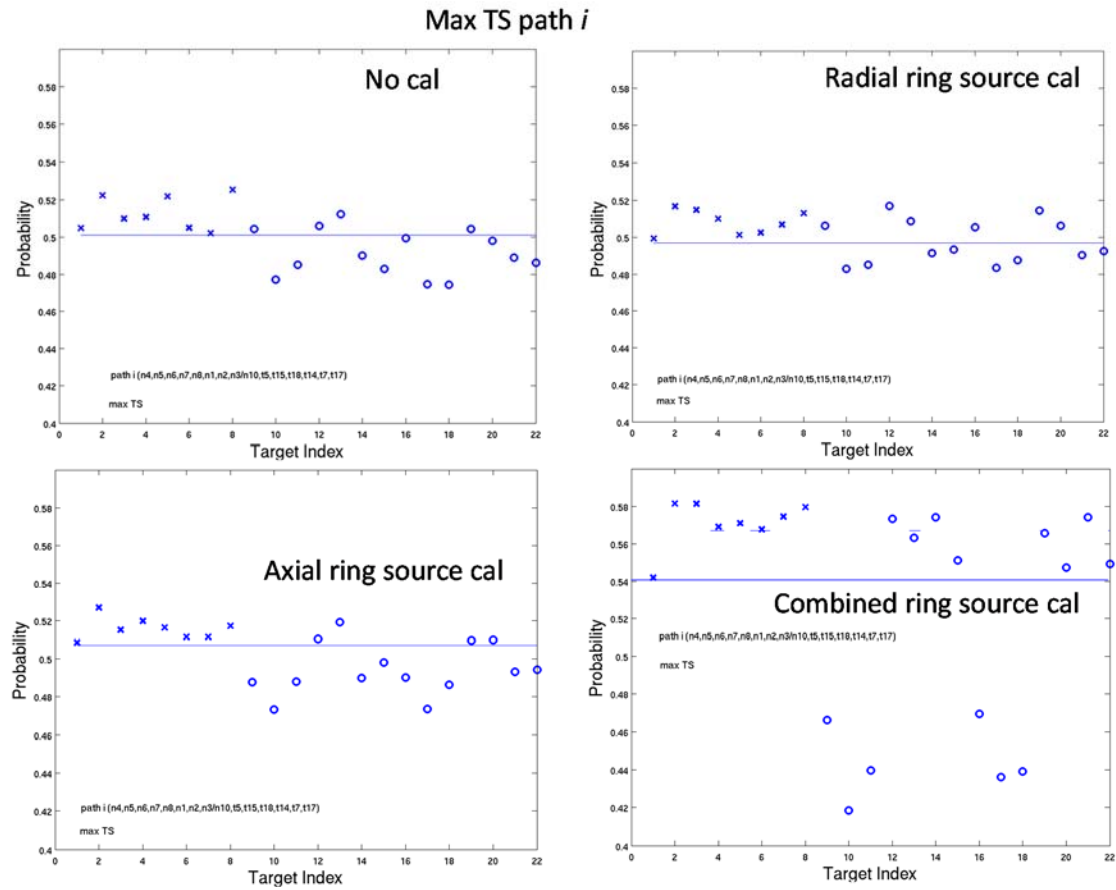 Max TS path i
No cal
0.58
0.56
0.54
0.52
0.5
0.48
0.46
0.44
0.42
0.4
Probability
path i (n4,n5,n6,n7,n8,n1,n2,n3/n10,t5,t15,t18,t14,t7,t17)
max TS
0 2 4 6 8 10 12 14 16 18 20 22
Target Index
Radial ring source cal
0.58
0.56
0.54
0.52
0.5
0.48
0.46
0.44
0.42
0.4
Probability
path i (n4,n5,n6,n7,n8,n1,n2,n3/n10,t5,t15,t18,t14,t7,t17)
max TS
0 2 4 6 8 10 12 14 16 18 20 22
Target Index
Axial ring source cal
0.58
0.56
0.54
0.52
0.5
0.48
0.46
0.44
0.42
0.4
Probability
path i (n4,n5,n6,n7,n8,n1,n2,n3/n10,t5,t15,t18,t14,t7,t17)
max TS
0 2 4 6 8 10 12 14 16 18 20 22
Target Index
0.58
0.56
0.54
Combined ring source cal
0.52
0.5
0.48
0.46
0.44
0.42
0.4
Probability
path i (n4,n5,n6,n7,n8,n1,n2,n3/n10,t5,t15,t18,t14,t7,t17)
max TS
0 2 4 6 8 10 12 14 16 18 20 22
Target Index